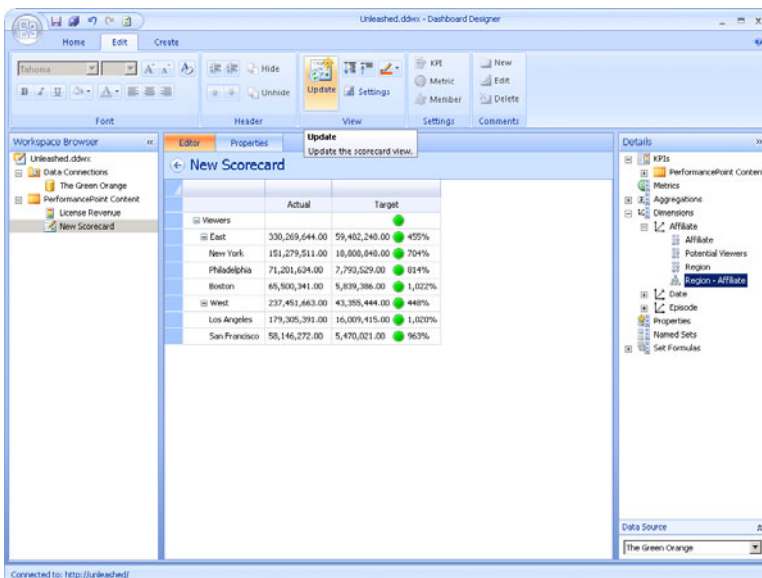 Unleashed.ddwx - Dashboard Designer
Home Edit Create
Tahoma Hide KPI New
Update Settings Metric Edit
Unhide Member Delete
Font Header View Settings Comments
Update
Update the scorecard view.
Workspace Browser
Unleashed.ddwx
Data Connections
The Green Orange
PerformancePoint Content
License Revenue
New Scorecard
Editor Properties
New Scorecard
Actual Target
Viewers
East 330,269,644.00 59,482,248.00 455%
New York 151,279,511.00 10,000,848.00 704%
Philadelphia 71,201,634.00 7,793,529.00 814%
Boston 65,500,341.00 5,839,386.00 1,022%
West 237,451,663.00 43,355,444.00 448%
Los Angeles 179,305,391.00 16,009,415.00 1,020%
San Francisco 58,146,272.00 5,470,021.00 963%
Details
KPIs
PerformancePoint Conten
Metrics
Aggregations
Dimensions
Affiliate
Affiliate
Potential Viewers
Region
Region - Affiliate
Date
Episode
Properties
Named Sets
Set Formulas
Data Source
The Green Orange
Connected to: http://unleashed/